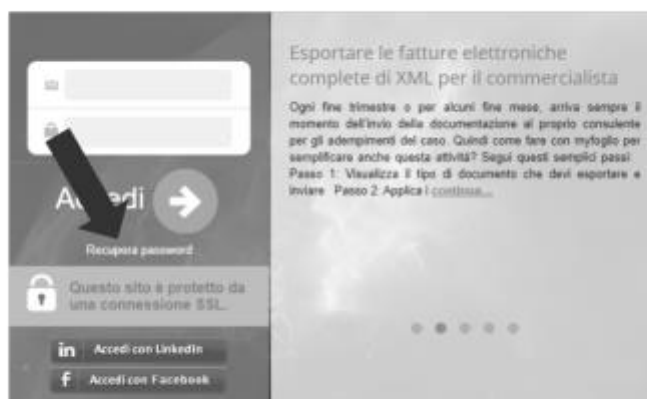 Accedi
Recupera password
Questo sito è protetto da
una connessione SSL.
in Accedi con LinkedIn
f Accedi con Facebook
Esportare le fatture elettroniche
complete di XML per il commercialista
Ogni fine trimestre o per alcuni fine mese, arriva sempre il
momento dell'invio della documentazione al proprio consulente
per gli adempimenti del caso. Quindi come fare con myfoglio per
semplificare anche questa attività? Segui questi semplici passi:
Passo 1: Visualizza il tipo di documento che devi esportare e
inviare Passo 2: Applica i continua...